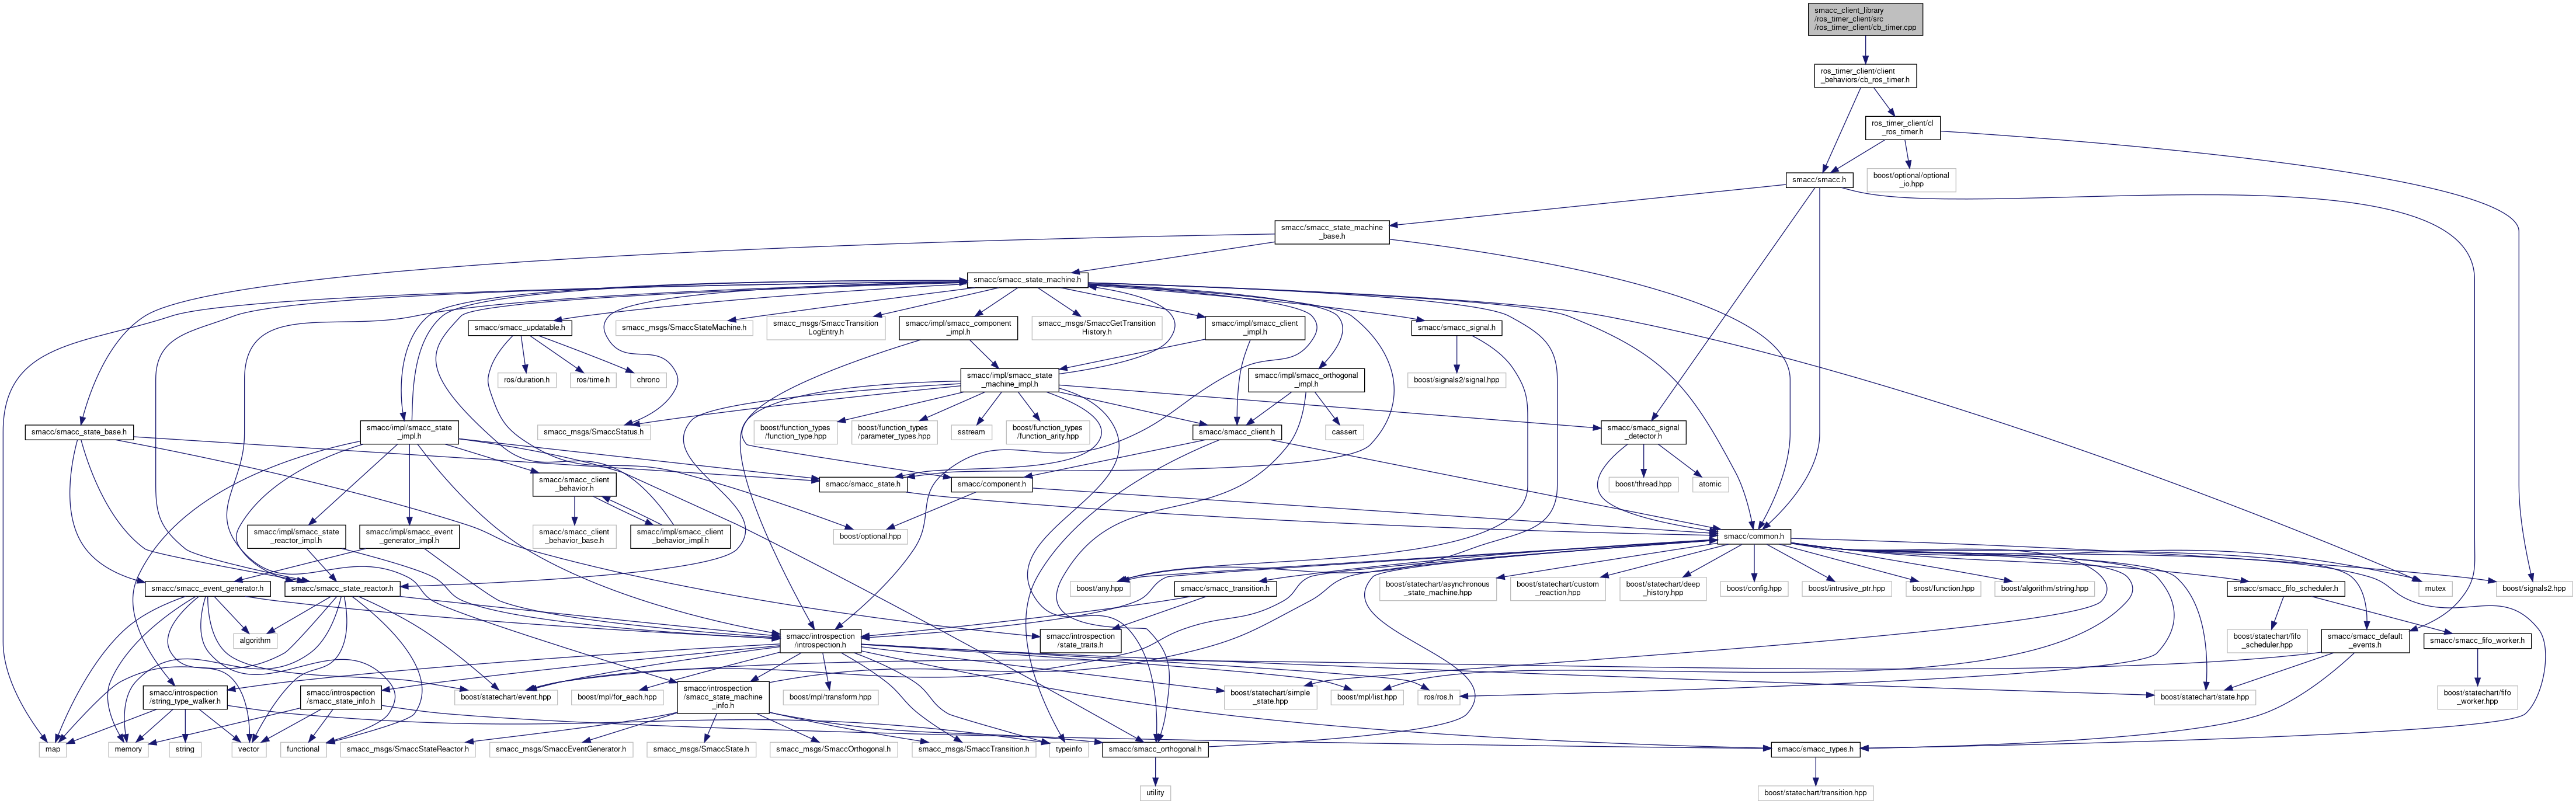 smacc_client_library
/ros_timer_client/src
/ros_timer_client/cb_timer.cpp
ros_timer_client/client
_behaviors/cb_ros_timer.h
ros_timer_client/cl
_ros_timer.h
smacc/smacc.h
boost/optional/optional
_io.hpp
smacc/smacc_state_machine
_base.h
smacc/smacc_state_machine.h
smacc/smacc_updatable.h
smacc_msgs/SmaccStateMachine.h
smacc_msgs/SmaccTransition
LogEntry.h
smacc/impl/smacc_component
_impl.h
smacc_msgs/SmaccGetTransition
History.h
smacc/impl/smacc_client
_impl.h
smacc/smacc_signal.h
ros/duration.h
ros/time.h
chrono
smacc/impl/smacc_state
_machine_impl.h
smacc/impl/smacc_orthogonal
_impl.h
boost/signals2/signal.hpp
smacc/smacc_state_base.h
smacc/impl/smacc_state
_impl.h
smacc_msgs/SmaccStatus.h
boost/function_types
/function_type.hpp
boost/function_types
/parameter_types.hpp
sstream
boost/function_types
/function_arity.hpp
smacc/smacc_client.h
cassert
smacc/smacc_signal
_detector.h
smacc/smacc_client
_behavior.h
smacc/smacc_state.h
smacc/component.h
boost/thread.hpp
atomic
smacc/impl/smacc_state
_reactor_impl.h
smacc/impl/smacc_event
_generator_impl.h
smacc/smacc_client
_behavior_base.h
smacc/impl/smacc_client
_behavior_impl.h
boost/optional.hpp
smacc/common.h
smacc/smacc_event_generator.h
smacc/smacc_state_reactor.h
boost/any.hpp
smacc/smacc_transition.h
boost/statechart/asynchronous
_state_machine.hpp
boost/statechart/custom
_reaction.hpp
boost/statechart/deep
_history.hpp
boost/config.hpp
boost/intrusive_ptr.hpp
boost/function.hpp
boost/algorithm/string.hpp
smacc/smacc_fifo_scheduler.h
mutex
boost/signals2.hpp
algorithm
smacc/introspection
/introspection.h
smacc/introspection
/state_traits.h
boost/statechart/fifo
_scheduler.hpp
smacc/smacc_default
_events.h
smacc/smacc_fifo_worker.h
smacc/introspection
/string_type_walker.h
smacc/introspection
/smacc_state_info.h
boost/statechart/event.hpp
boost/mpl/for_each.hpp
smacc/introspection
/smacc_state_machine
_info.h
boost/mpl/transform.hpp
boost/statechart/simple
_state.hpp
boost/mpl/list.hpp
ros/ros.h
boost/statechart/state.hpp
boost/statechart/fifo
_worker.hpp
map
memory
string
vector
functional
smacc_msgs/SmaccStateReactor.h
smacc_msgs/SmaccEventGenerator.h
smacc_msgs/SmaccState.h
smacc_msgs/SmaccOrthogonal.h
smacc_msgs/SmaccTransition.h
typeinfo
smacc/smacc_orthogonal.h
smacc/smacc_types.h
utility
boost/statechart/transition.hpp